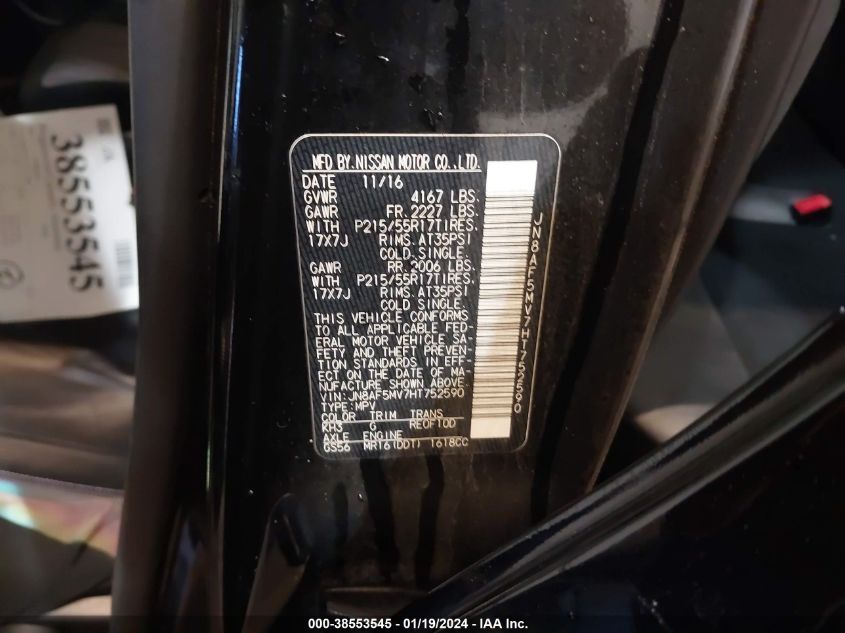 38553545
MFD BY.NISSAN MOTOR CO.,LTD.
DATE 11/16
GVWR 4167 LBS.
GAWR FR.2227 LBS.
WITH P215/55R17TIRES.
17X7J RIMS.AT35PSI
COLD.SINGLE.
GAWR RR.2006 LBS.
WITH P215/55R17TIRES.
17X7J RIMS.AT35PSI
COLD SINGLE.
THIS VEHICLE CONFORMS
TO ALL APPLICABLE FED-
ERAL MOTOR VEHICLE SA-
FETY AND THEFT PREVEN-
TION STANDARDS IN EFF-
ECT ON THE DATE OF MA-
NUFACTURE SHOWN ABOVE.
VIN:JN8AF5MV7HT752590
TYPE:MPV
COLOR TRIM TRANS
KH3 G RE0F10D
AXLE ENGINE
GS56 MR16(DDT) 1618CC
JN8AF5MV7HT752590
000-38553545 - 01/19/2024 - IAA Inc.